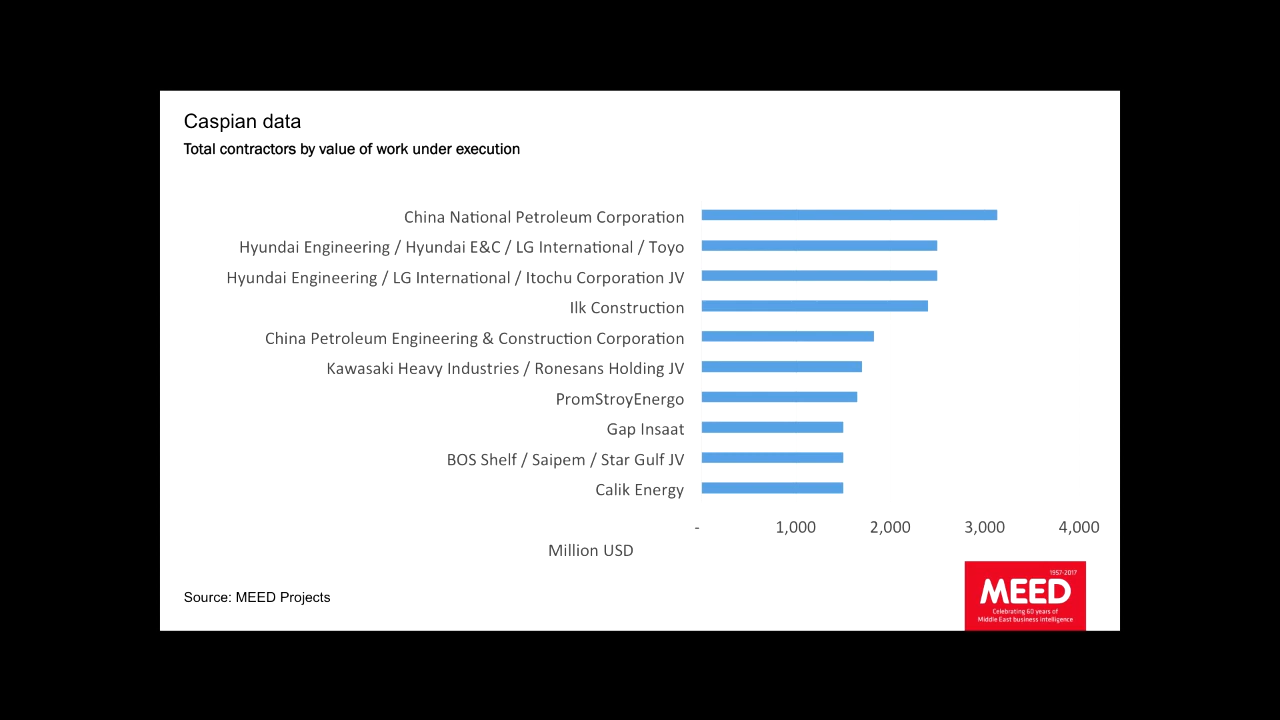 Caspian data
Total contractors by value of work under execution
China National Petroleum Corporation
Hyundai Engineering / Hyundai E&C / LG International / Toyo
Hyundai Engineering / LG International / Itochu Corporation JV
Ilk Construction
China Petroleum Engineering & Construction Corporation
Kawasaki Heavy Industries / Ronesans Holding JV
PromStroyEnergo
Gap Insaat
BOS Shelf / Saipem / Star Gulf JV
Calik Energy
- 1,000 2,000 3,000 4,000
Million USD
Source: MEED Projects
1957-2017
MEED
Celebrating 60 years of
Middle East business intelligence